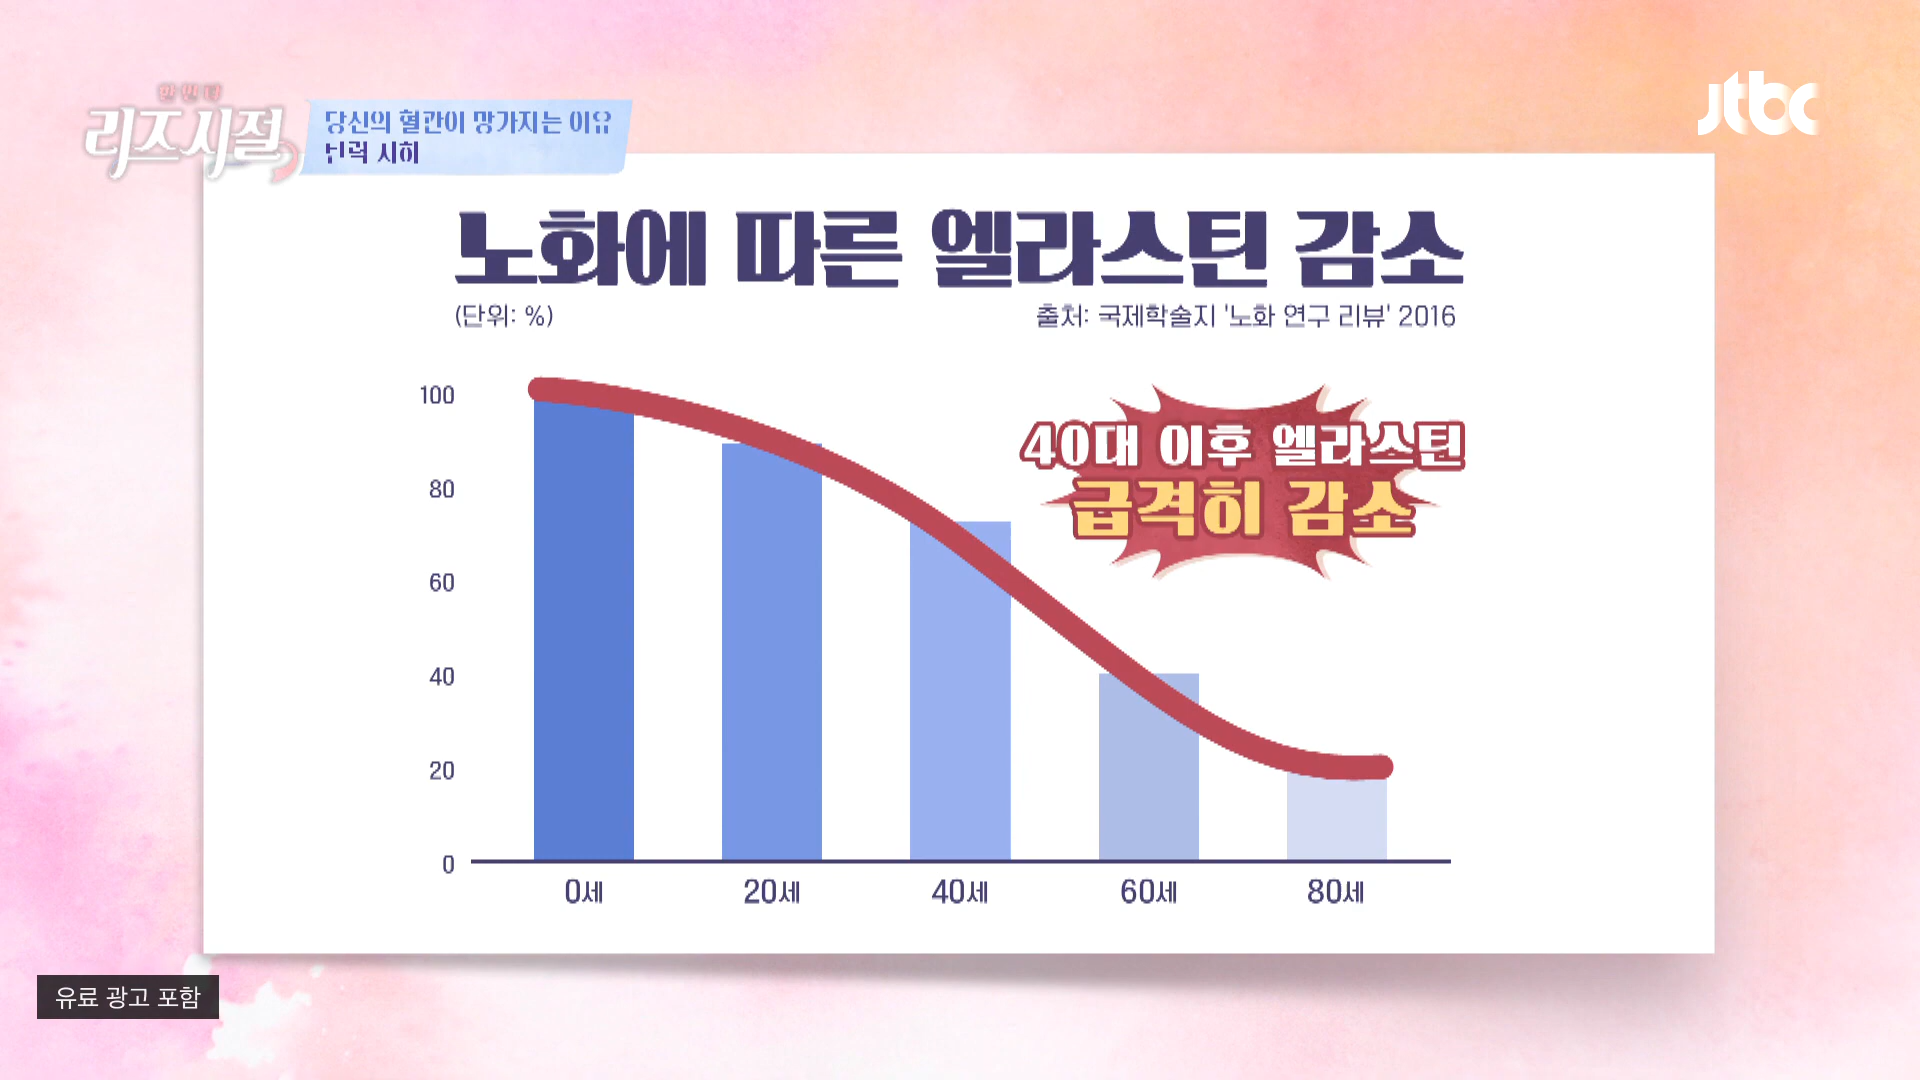 한 번 더
리즈시절
jtbc
당신의 혈관이 망가지는 이유
노화에 따른 엘라스틴 감소
(단위: %)
출처: 국제학술지 '노화 연구 리뷰' 2016
100
80
60
40
20
0
40대 이후 엘라스틴
급격히 감소
0세
20세
40세
60세
80세
유료 광고 포함